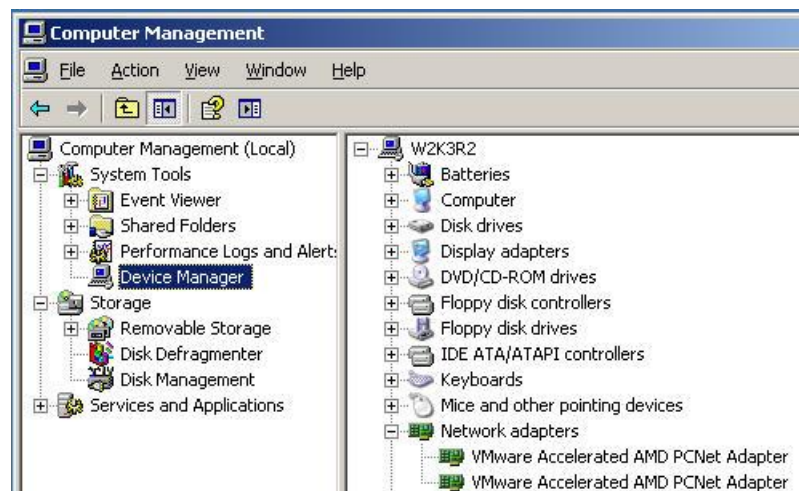 Computer Management
File Action View Window Help
Computer Management (Local)
System Tools
Event Viewer
Shared Folders
Performance Logs and Alert
Device Manager
Storage
Removable Storage
Disk Defragmenter
Disk Management
Services and Applications
W2K3R2
Batteries
Computer
Disk drives
Display adapters
DVD/CD-ROM drives
Floppy disk controllers
Floppy disk drives
IDE ATA/ATAPI controllers
Keyboards
Mice and other pointing devices
Network adapters
VMware Accelerated AMD PCNet Adapter
VMware Accelerated AMD PCNet Adapter